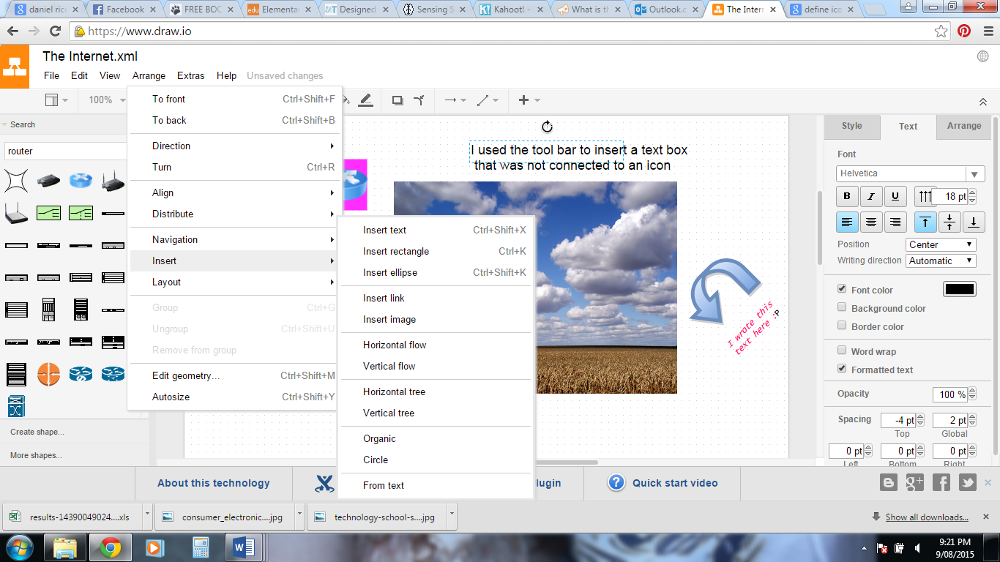 daniel rice
Facebook
FREE BOO
Elementa
Designed
Sensing S
Kahoot! -
What is th
Outlook.c
The Inter
define ico
https://www.draw.io
The Internet.xml
File Edit View Arrange Extras Help Unsaved changes
100%
To front Ctrl+Shift+F
To back Ctrl+Shift+B
Direction
Turn Ctrl+R
Align
Distribute
Navigation
Insert
Layout
Group Ctrl+G
Ungroup Ctrl+Shift+U
Remove from group
Edit geometry... Ctrl+Shift+M
Autosize Ctrl+Shift+Y
Insert text Ctrl+Shift+X
Insert rectangle Ctrl+K
Insert ellipse Ctrl+Shift+K
Insert link
Insert image
Horizontal flow
Vertical flow
Horizontal tree
Vertical tree
Organic
Circle
From text
Search
router
Create shape...
More shapes...
I used the tool bar to insert a text box
that was not connected to an icon
I wrote this
text here :P
Style Text Arrange
Font
Helvetica
B I U 18 pt
Position Center
Writing direction Automatic
Font color
Background color
Border color
Word wrap
Formatted text
Opacity 100 %
Spacing -4 pt 2 pt
Top Global
0 pt 0 pt 0 pt
Left Bottom Right
About this technology
lugin
Quick start video
results-14390049024....xls
consumer_electronic....jpg
technology-school-s....jpg
Show all downloads...
9:21 PM
9/08/2015